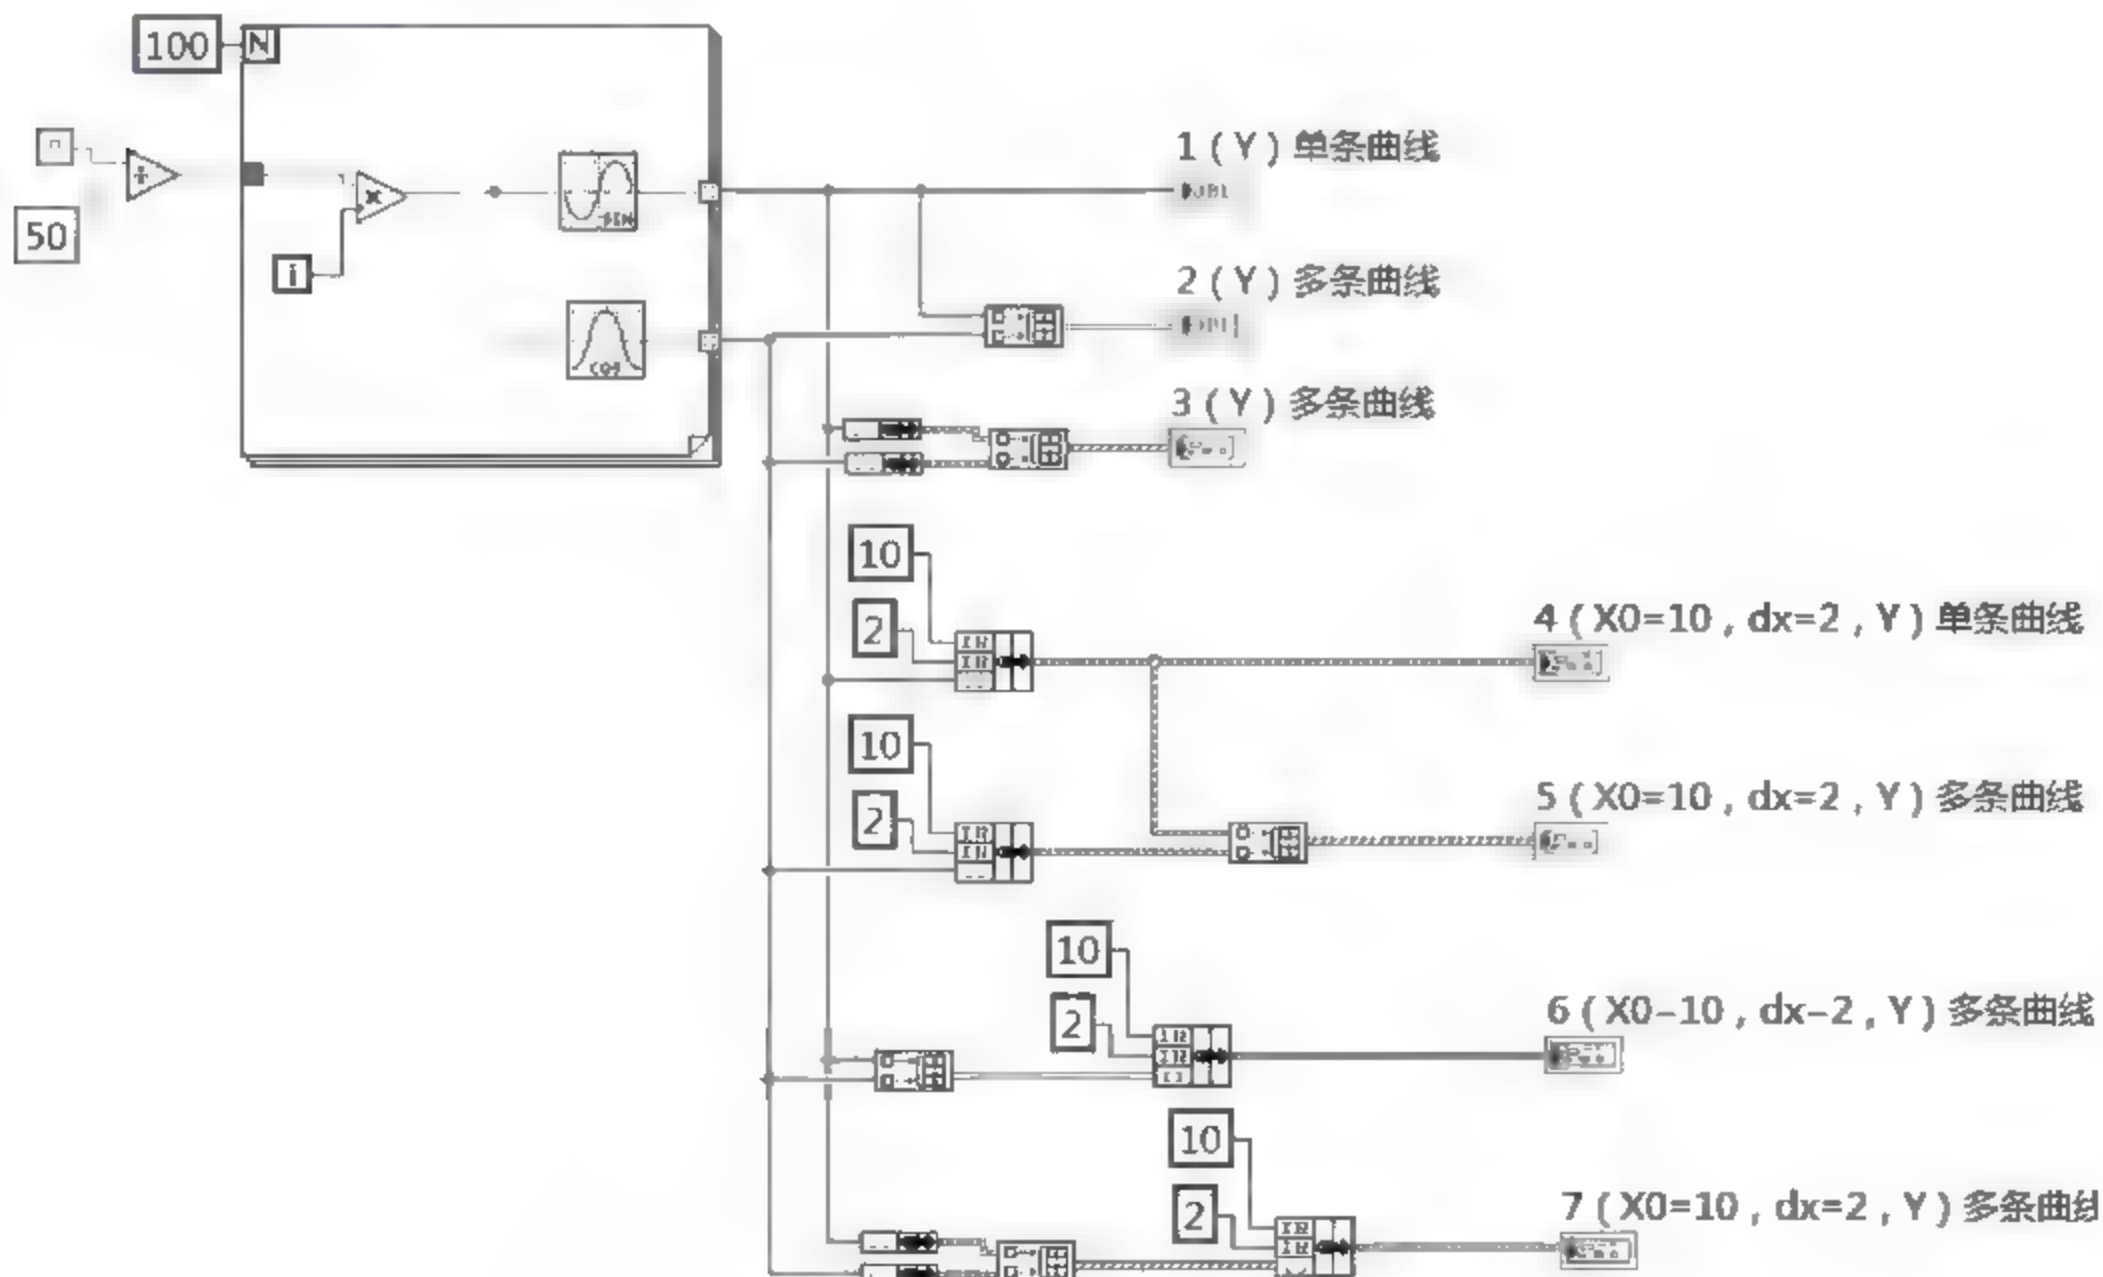 100
N
50
i
SIN
COS
1 ( Y ) 单条曲线
2 ( Y ) 多条曲线
3 ( Y ) 多条曲线
10
2
4 ( X0=10 , dx=2 , Y ) 单条曲线
10
2
5 ( X0=10 , dx=2 , Y ) 多条曲线
10
2
6 ( X0–10 , dx–2 , Y ) 多条曲线
10
2
7 ( X0=10 , dx=2 , Y ) 多条曲